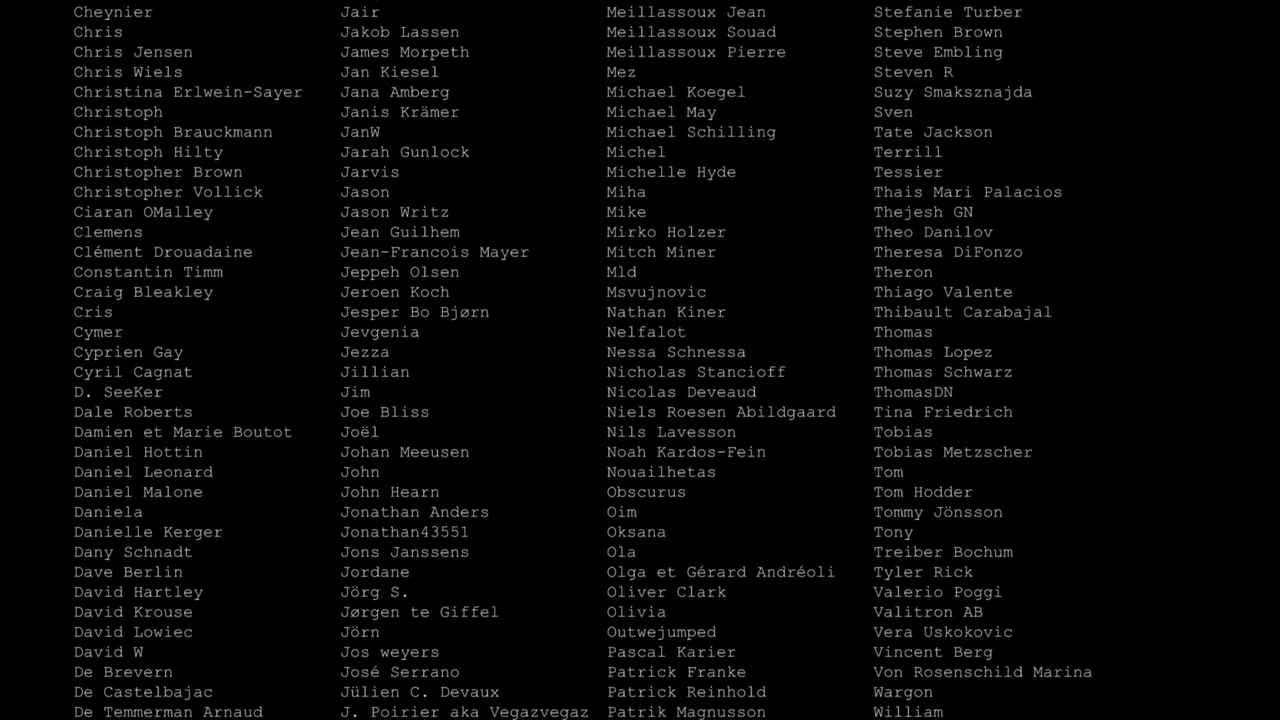 Cheynier
Chris
Chris Jensen
Chris Wiels
Christina Erlwein-Sayer
Christoph
Christoph Brauckmann
Christoph Hilty
Christopher Brown
Christopher Vollick
Ciaran OMalley
Clemens
Clément Drouadaine
Constantin Timm
Craig Bleakley
Cris
Cymer
Cyprien Gay
Cyril Cagnat
D. SeeKer
Dale Roberts
Damien et Marie Boutot
Daniel Hottin
Daniel Leonard
Daniel Malone
Daniela
Danielle Kerger
Dany Schnadt
Dave Berlin
David Hartley
David Krouse
David Lowiec
David W
De Brevern
De Castelbajac
De Temmerman Arnaud
Jair
Jakob Lassen
James Morpeth
Jan Kiesel
Jana Amberg
Janis Krämer
JanW
Jarah Gunlock
Jarvis
Jason
Jason Writz
Jean Guilhem
Jean-Francois Mayer
Jeppeh Olsen
Jeroen Koch
Jesper Bo Bjørn
Jevgenia
Jezza
Jillian
Jim
Joe Bliss
Joël
Johan Meeusen
John
John Hearn
Jonathan Anders
Jonathan43551
Jons Janssens
Jordane
Jörg S.
Jørgen te Giffel
Jörn
Jos weyers
José Serrano
Jülien C. Devaux
J. Poirier aka Vegazvegaz
Meillassoux Jean
Meillassoux Souad
Meillassoux Pierre
Mez
Michael Koegel
Michael May
Michael Schilling
Michel
Michelle Hyde
Miha
Mike
Mirko Holzer
Mitch Miner
Mld
Msvujnovic
Nathan Kiner
Nelfalot
Nessa Schnessa
Nicholas Stancioff
Nicolas Deveaud
Niels Roesen Abildgaard
Nils Lavesson
Noah Kardos-Fein
Nouailhetas
Obscurus
Oim
Oksana
Ola
Olga et Gérard Andréoli
Oliver Clark
Olivia
Outwejumped
Pascal Karier
Patrick Franke
Patrick Reinhold
Patrik Magnusson
Stefanie Turber
Stephen Brown
Steve Embling
Steven R
Suzy Smaksznajda
Sven
Tate Jackson
Terrill
Tessier
Thais Mari Palacios
Thejesh GN
Theo Danilov
Theresa DiFonzo
Theron
Thiago Valente
Thibault Carabajal
Thomas
Thomas Lopez
Thomas Schwarz
ThomasDN
Tina Friedrich
Tobias
Tobias Metzscher
Tom
Tom Hodder
Tommy Jönsson
Tony
Treiber Bochum
Tyler Rick
Valerio Poggi
Valitron AB
Vera Uskokovic
Vincent Berg
Von Rosenschild Marina
Wargon
William